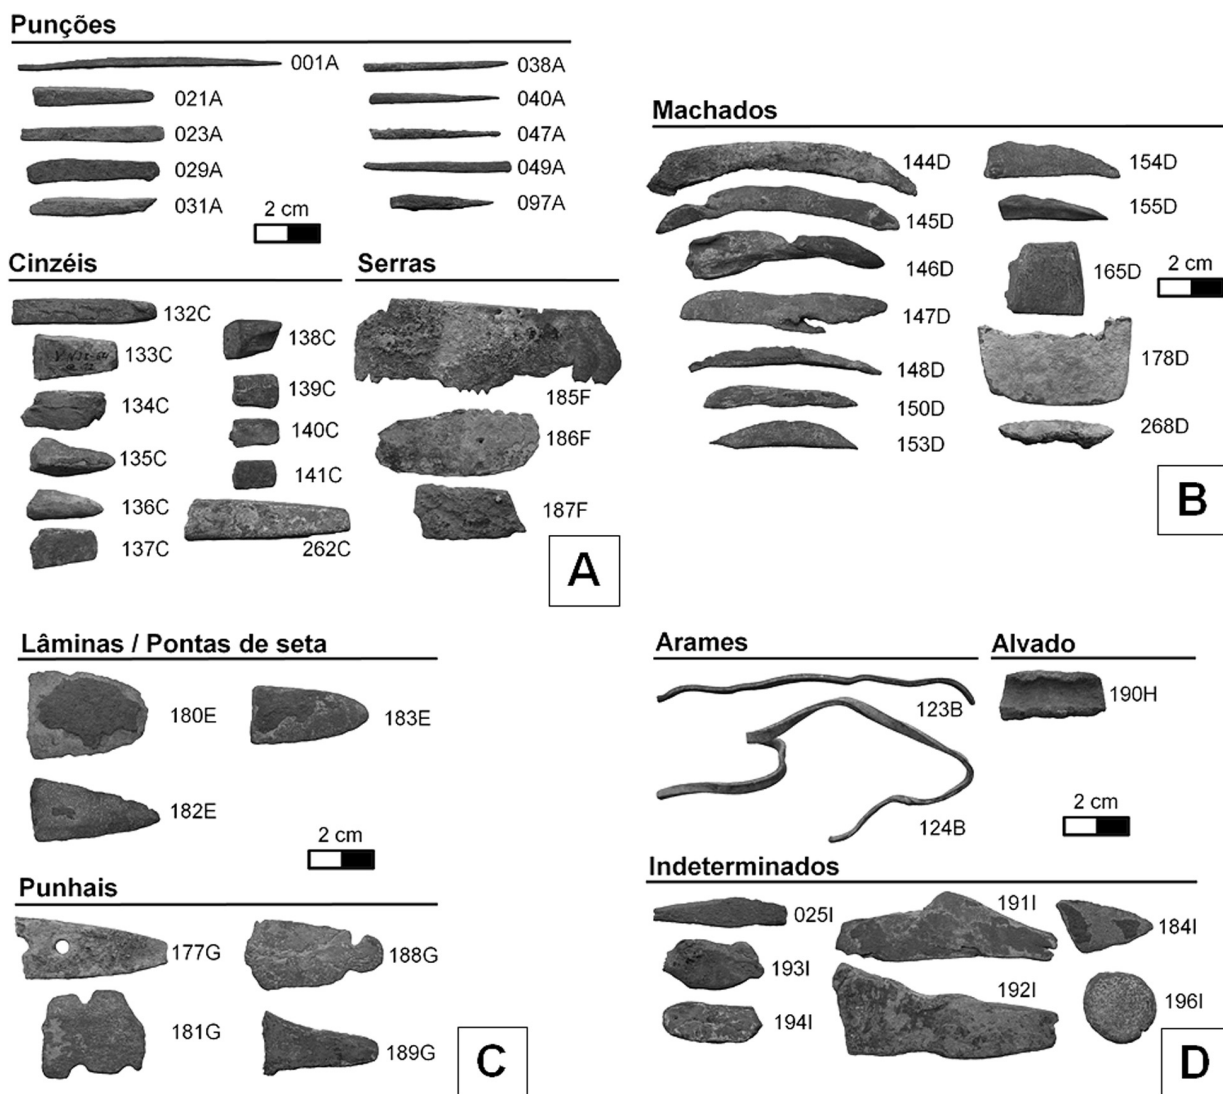 Punções
001A
021A
023A
029A
031A
038A
040A
047A
049A
097A
2 cm
Cinzéis
132C
133C
134C
135C
136C
137C
138C
139C
140C
141C
262C
Serras
185F
186F
187F
A
Machados
144D
145D
146D
147D
148D
150D
153D
154D
155D
165D
178D
268D
2 cm
B
Lâminas / Pontas de seta
180E
182E
183E
2 cm
Punhais
177G
181G
188G
189G
C
Arames
123B
124B
Alvado
190H
2 cm
Indeterminados
025I
193I
194I
191I
192I
184I
196I
D